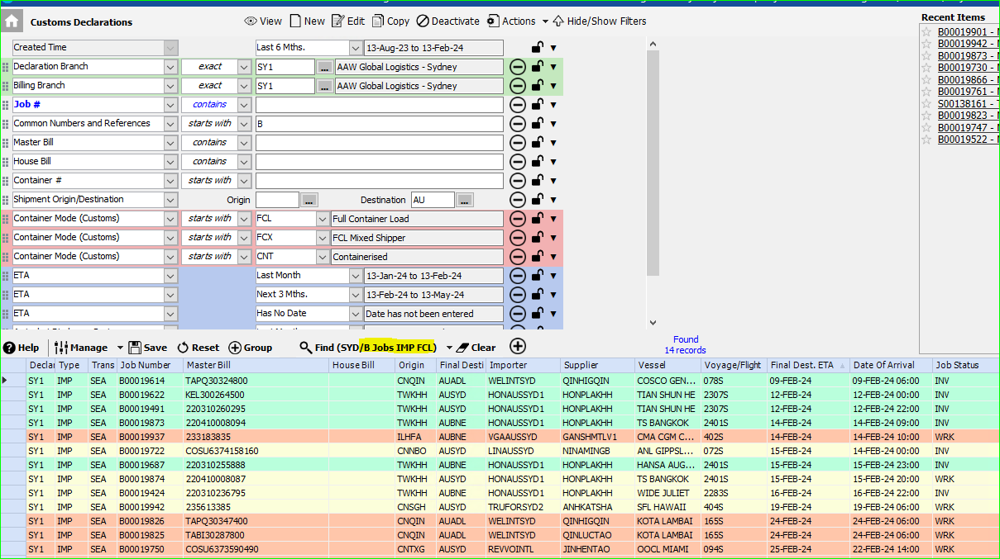 Customs Declarations View New Edit Copy Deactivate Actions Hide/Show Filters
Recent Items
B00019901 -
B00019942 -
B00019873 -
B00019730 -
B00019866 -
B00019761 -
S00138161 -
B00019823 -
B00019747 -
B00019522 -
Created Time Last 6 Mths. 13-Aug-23 to 13-Feb-24
Declaration Branch exact SY1 ... AAW Global Logistics - Sydney
Billing Branch exact SY1 ... AAW Global Logistics - Sydney
Job # contains
Common Numbers and References starts with B
Master Bill contains
House Bill contains
Container # starts with
Shipment Origin/Destination Origin ... Destination AU ...
Container Mode (Customs) starts with FCL Full Container Load
Container Mode (Customs) starts with FCX FCL Mixed Shipper
Container Mode (Customs) starts with CNT Containerised
ETA Last Month 13-Jan-24 to 13-Feb-24
ETA Next 3 Mths. 13-Feb-24 to 13-May-24
ETA Has No Date Date has not been entered
Help Manage Save Reset Group Find (SYD/B Jobs IMP FCL) Clear
Found
14 records
Declar Type Trans Job Number Master Bill House Bill Origin Final Desti Importer Supplier Vessel Voyage/Flight Final Dest. ETA Date Of Arrival Job Status
SY1 IMP SEA B00019614 TAPQ30324800 CNQIN AUADL WELINTSYD QINHIGQIN COSCO GEN... 078S 09-FEB-24 09-FEB-24 06:00 INV
SY1 IMP SEA B00019622 KEL300264500 TWKHH AUADL HONAUSSYD1 HONPLAKHH TIAN SHUN HE 2307S 12-FEB-24 12-FEB-24 00:00 INV
SY1 IMP SEA B00019491 220310260295 TWKHH AUADL HONAUSSYD1 HONPLAKHH TIAN SHUN HE 2307S 12-FEB-24 12-FEB-24 22:00 INV
SY1 IMP SEA B00019873 220410008094 TWKHH AUBNE HONAUSSYD1 HONPLAKHH TS BANGKOK 2401S 14-FEB-24 14-FEB-24 09:00 INV
SY1 IMP SEA B00019937 233183835 ILHFA AUBNE VGAAUSSYD GANSHMTLV1 CMA CGM C... 402S 14-FEB-24 14-FEB-24 10:00 WRK
SY1 IMP SEA B00019722 COSU6374158160 CNNBO AUSYD LINAUSSYD NINAMINGB ANL GIPPSL... 072S 15-FEB-24 14-FEB-24 00:00 INV
SY1 IMP SEA B00019687 220310255888 TWKHH AUBNE HONAUSSYD1 HONPLAKHH HANSA AUG... 2401S 15-FEB-24 15-FEB-24 23:00 INV
SY1 IMP SEA B00019874 220410008087 TWKHH AUSYD HONAUSSYD1 HONPLAKHH TS BANGKOK 2401S 15-FEB-24 15-FEB-24 20:00 WRK
SY1 IMP SEA B00019424 220310236795 TWKHH AUBNE HONAUSSYD1 HONPLAKHH WIDE JULIET 2283S 16-FEB-24 16-FEB-24 22:00 INV
SY1 IMP SEA B00019942 235613385 CNSGH AUSYD TRUFORSYD2 ANHKATSHA SFL HAWAII 404S 19-FEB-24 19-FEB-24 06:00 WRK
SY1 IMP SEA B00019826 TAPQ30347400 CNQIN AUADL WELINTSYD QINHIGQIN KOTA LAMBAI 165S 24-FEB-24 24-FEB-24 06:00 WRK
SY1 IMP SEA B00019825 TABI30287800 CNQIN AUADL WELINTSYD QINLUCTAO KOTA LAMBAI 165S 24-FEB-24 24-FEB-24 06:00 WRK
SY1 IMP SEA B00019750 COSU6373590490 CNTXG AUSYD REVVOINTL JINHENTAO OOCL MIAMI 094S 25-FEB-24 22-FEB-24 14:00 WRK